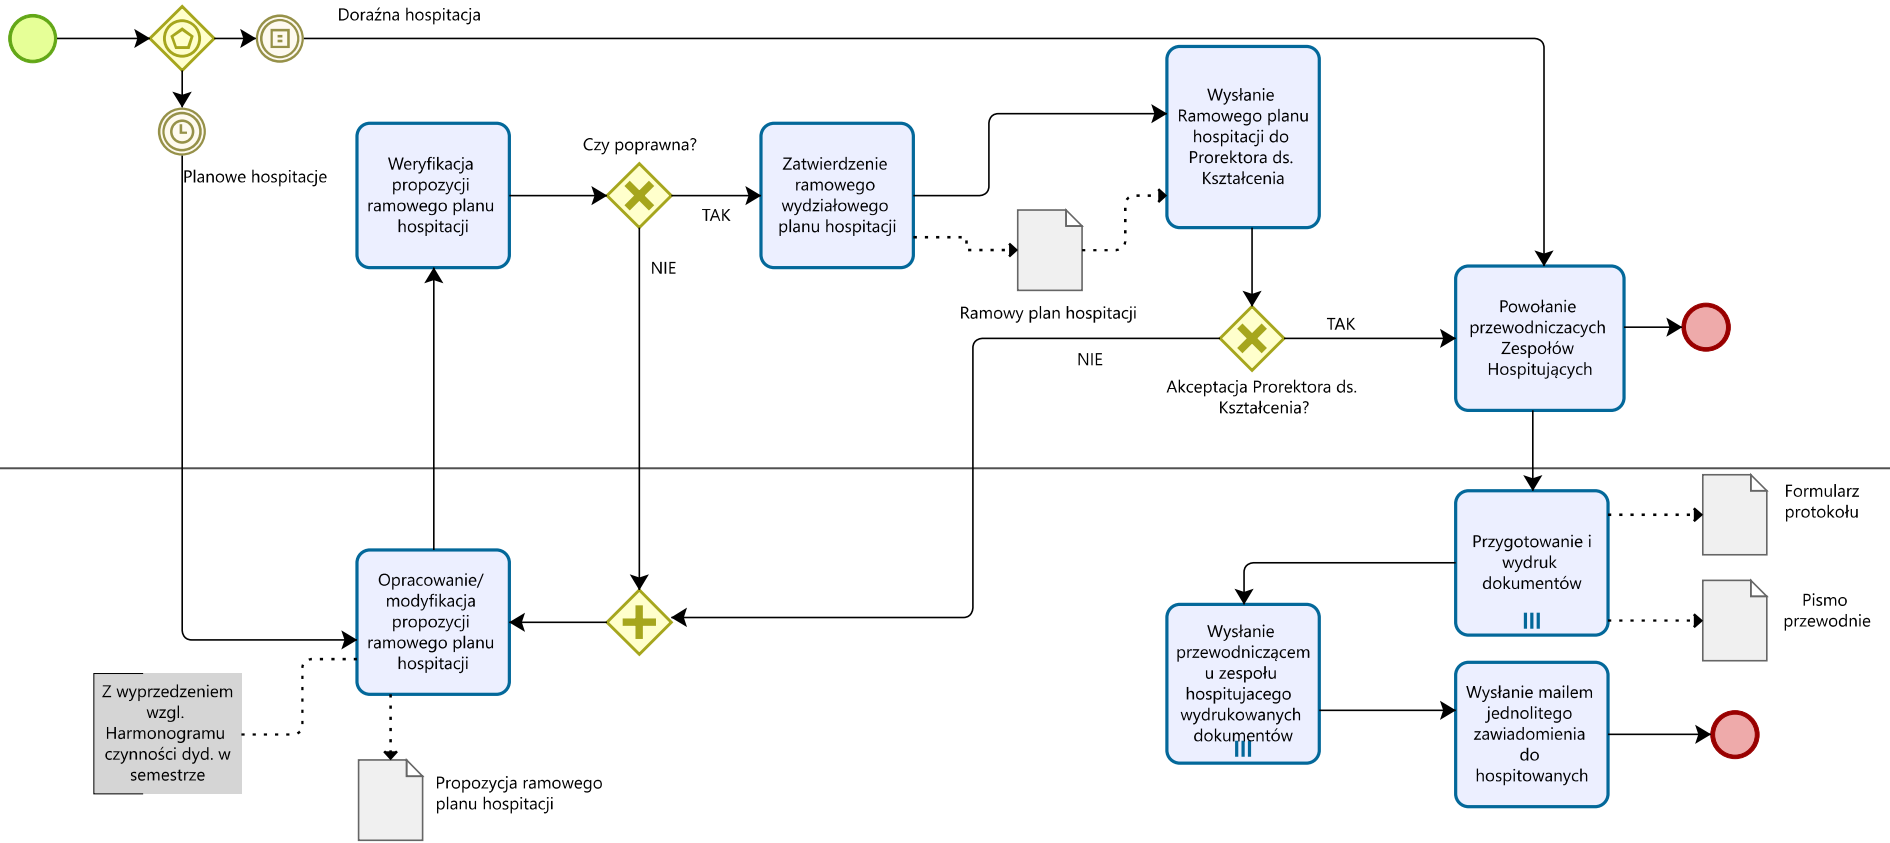 Doraźna hospitacja
Planowe hospitacje
Weryfikacja
propozycji
ramowego planu
hospitacji
Czy poprawna?
TAK
NIE
Zatwierdzenie
ramowego
wydziałowego
planu hospitacji
Wysłanie
Ramowego planu
hospitacji do
Prorektora ds.
Kształcenia
Ramowy plan hospitacji
NIE
TAK
Akceptacja Prorektora ds.
Kształcenia?
Powołanie
przewodniczacych
Zespołów
Hospitujących
Opracowanie/
modyfikacja
propozycji
ramowego planu
hospitacji
Z wyprzedzeniem
wzgl.
Harmonogramu
czynności dyd. w
semestrze
Propozycja ramowego
planu hospitacji
Przygotowanie i
wydruk
dokumentów
Formularz
protokołu
Pismo
przewodnie
Wysłanie
przewodniczącem
u zespołu
hospitujacego
wydrukowanych
dokumentów
Wysłanie mailem
jednolitego
zawiadomienia
do
hospitowanych